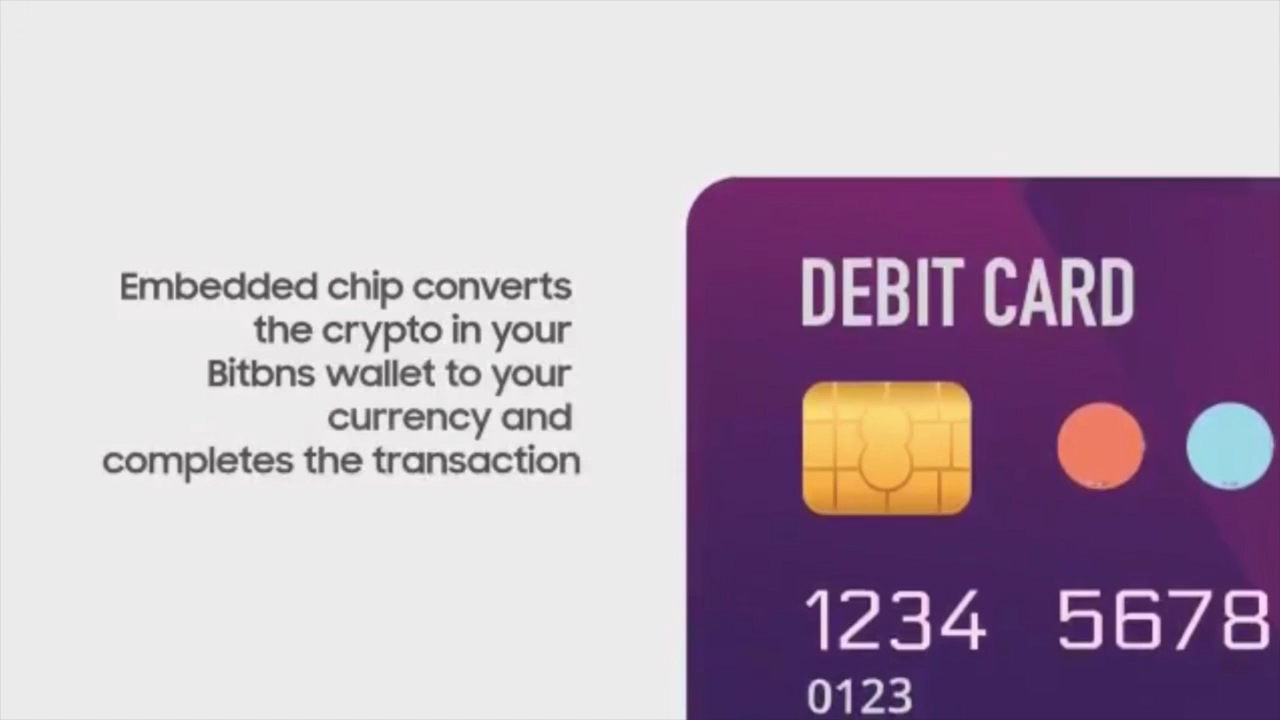 Embedded chip converts
the crypto in your
Bitbns wallet to your
currency and
completes the transaction
DEBIT CARD
1234 5678
0123